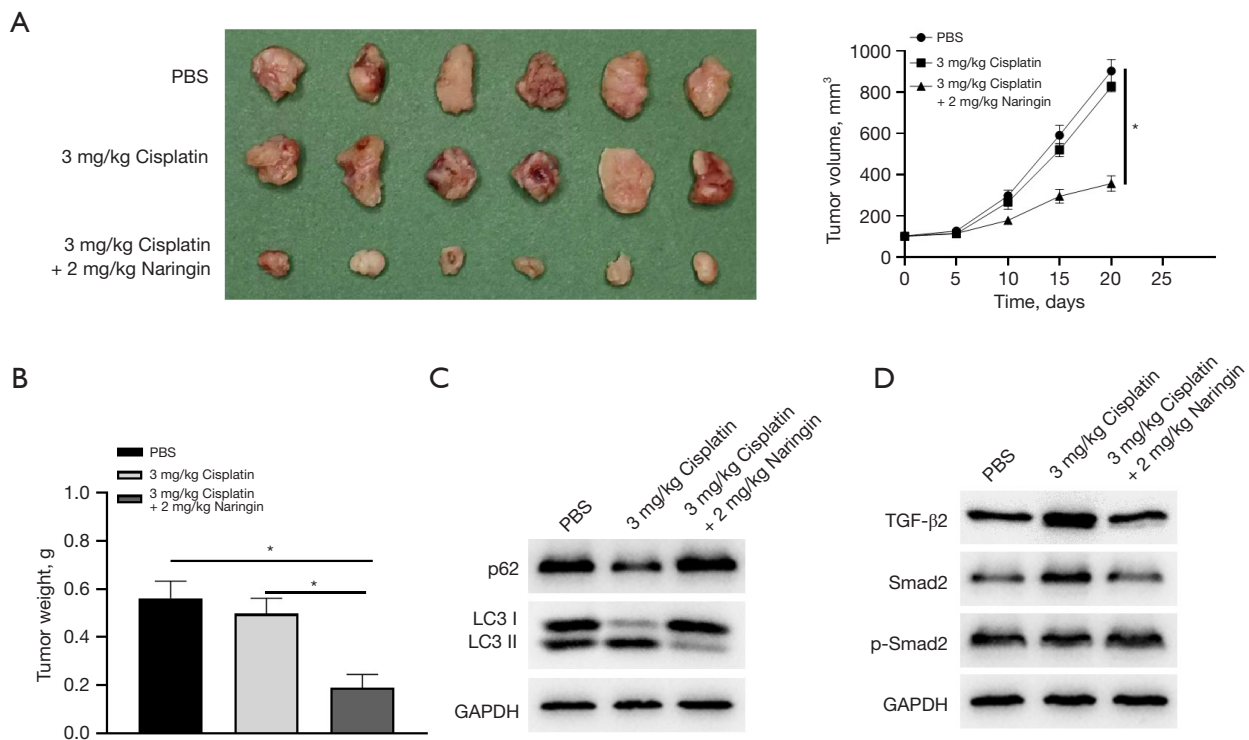 A
PBS
3 mg/kg Cisplatin
3 mg/kg Cisplatin
+ 2 mg/kg Naringin
PBS
3 mg/kg Cisplatin
3 mg/kg Cisplatin
+ 2 mg/kg Naringin
Tumor volume, mm³
1000
800
600
400
200
0
*
0 5 10 15 20 25
Time, days
B
PBS
3 mg/kg Cisplatin
3 mg/kg Cisplatin
+ 2 mg/kg Naringin
Tumor weight, g
1.0
0.8
0.6
0.4
0.2
0.0
*
*
C
PBS
3 mg/kg Cisplatin
3 mg/kg Cisplatin
+ 2 mg/kg Naringin
p62
LC3 I
LC3 II
GAPDH
D
PBS
3 mg/kg Cisplatin
3 mg/kg Cisplatin
+ 2 mg/kg Naringin
TGF-β2
Smad2
p-Smad2
GAPDH